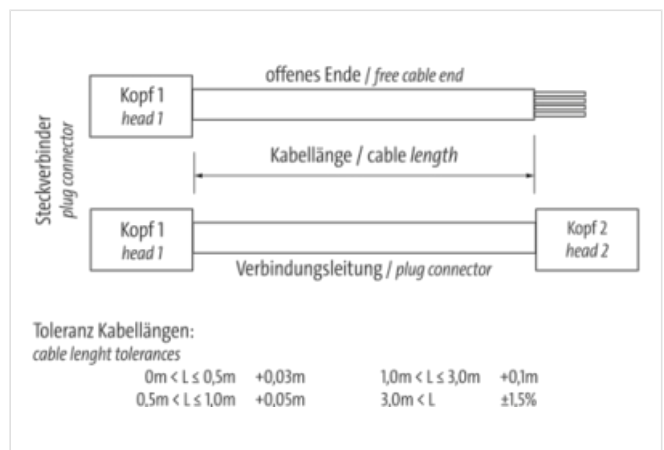 offenes Ende / free cable end
Kopf 1
head 1
Steckverbinder
plug connector
Kabellänge / cable length
Kopf 1
head 1
Kopf 2
head 2
Verbindungsleitung / plug connector
Toleranz Kabellängen:
cable lenght tolerances
0m < L ≤ 0,5m +0,03m 1,0m < L ≤ 3,0m +0,1m
0,5m < L ≤ 1,0m +0,05m 3,0m < L ±1,5%